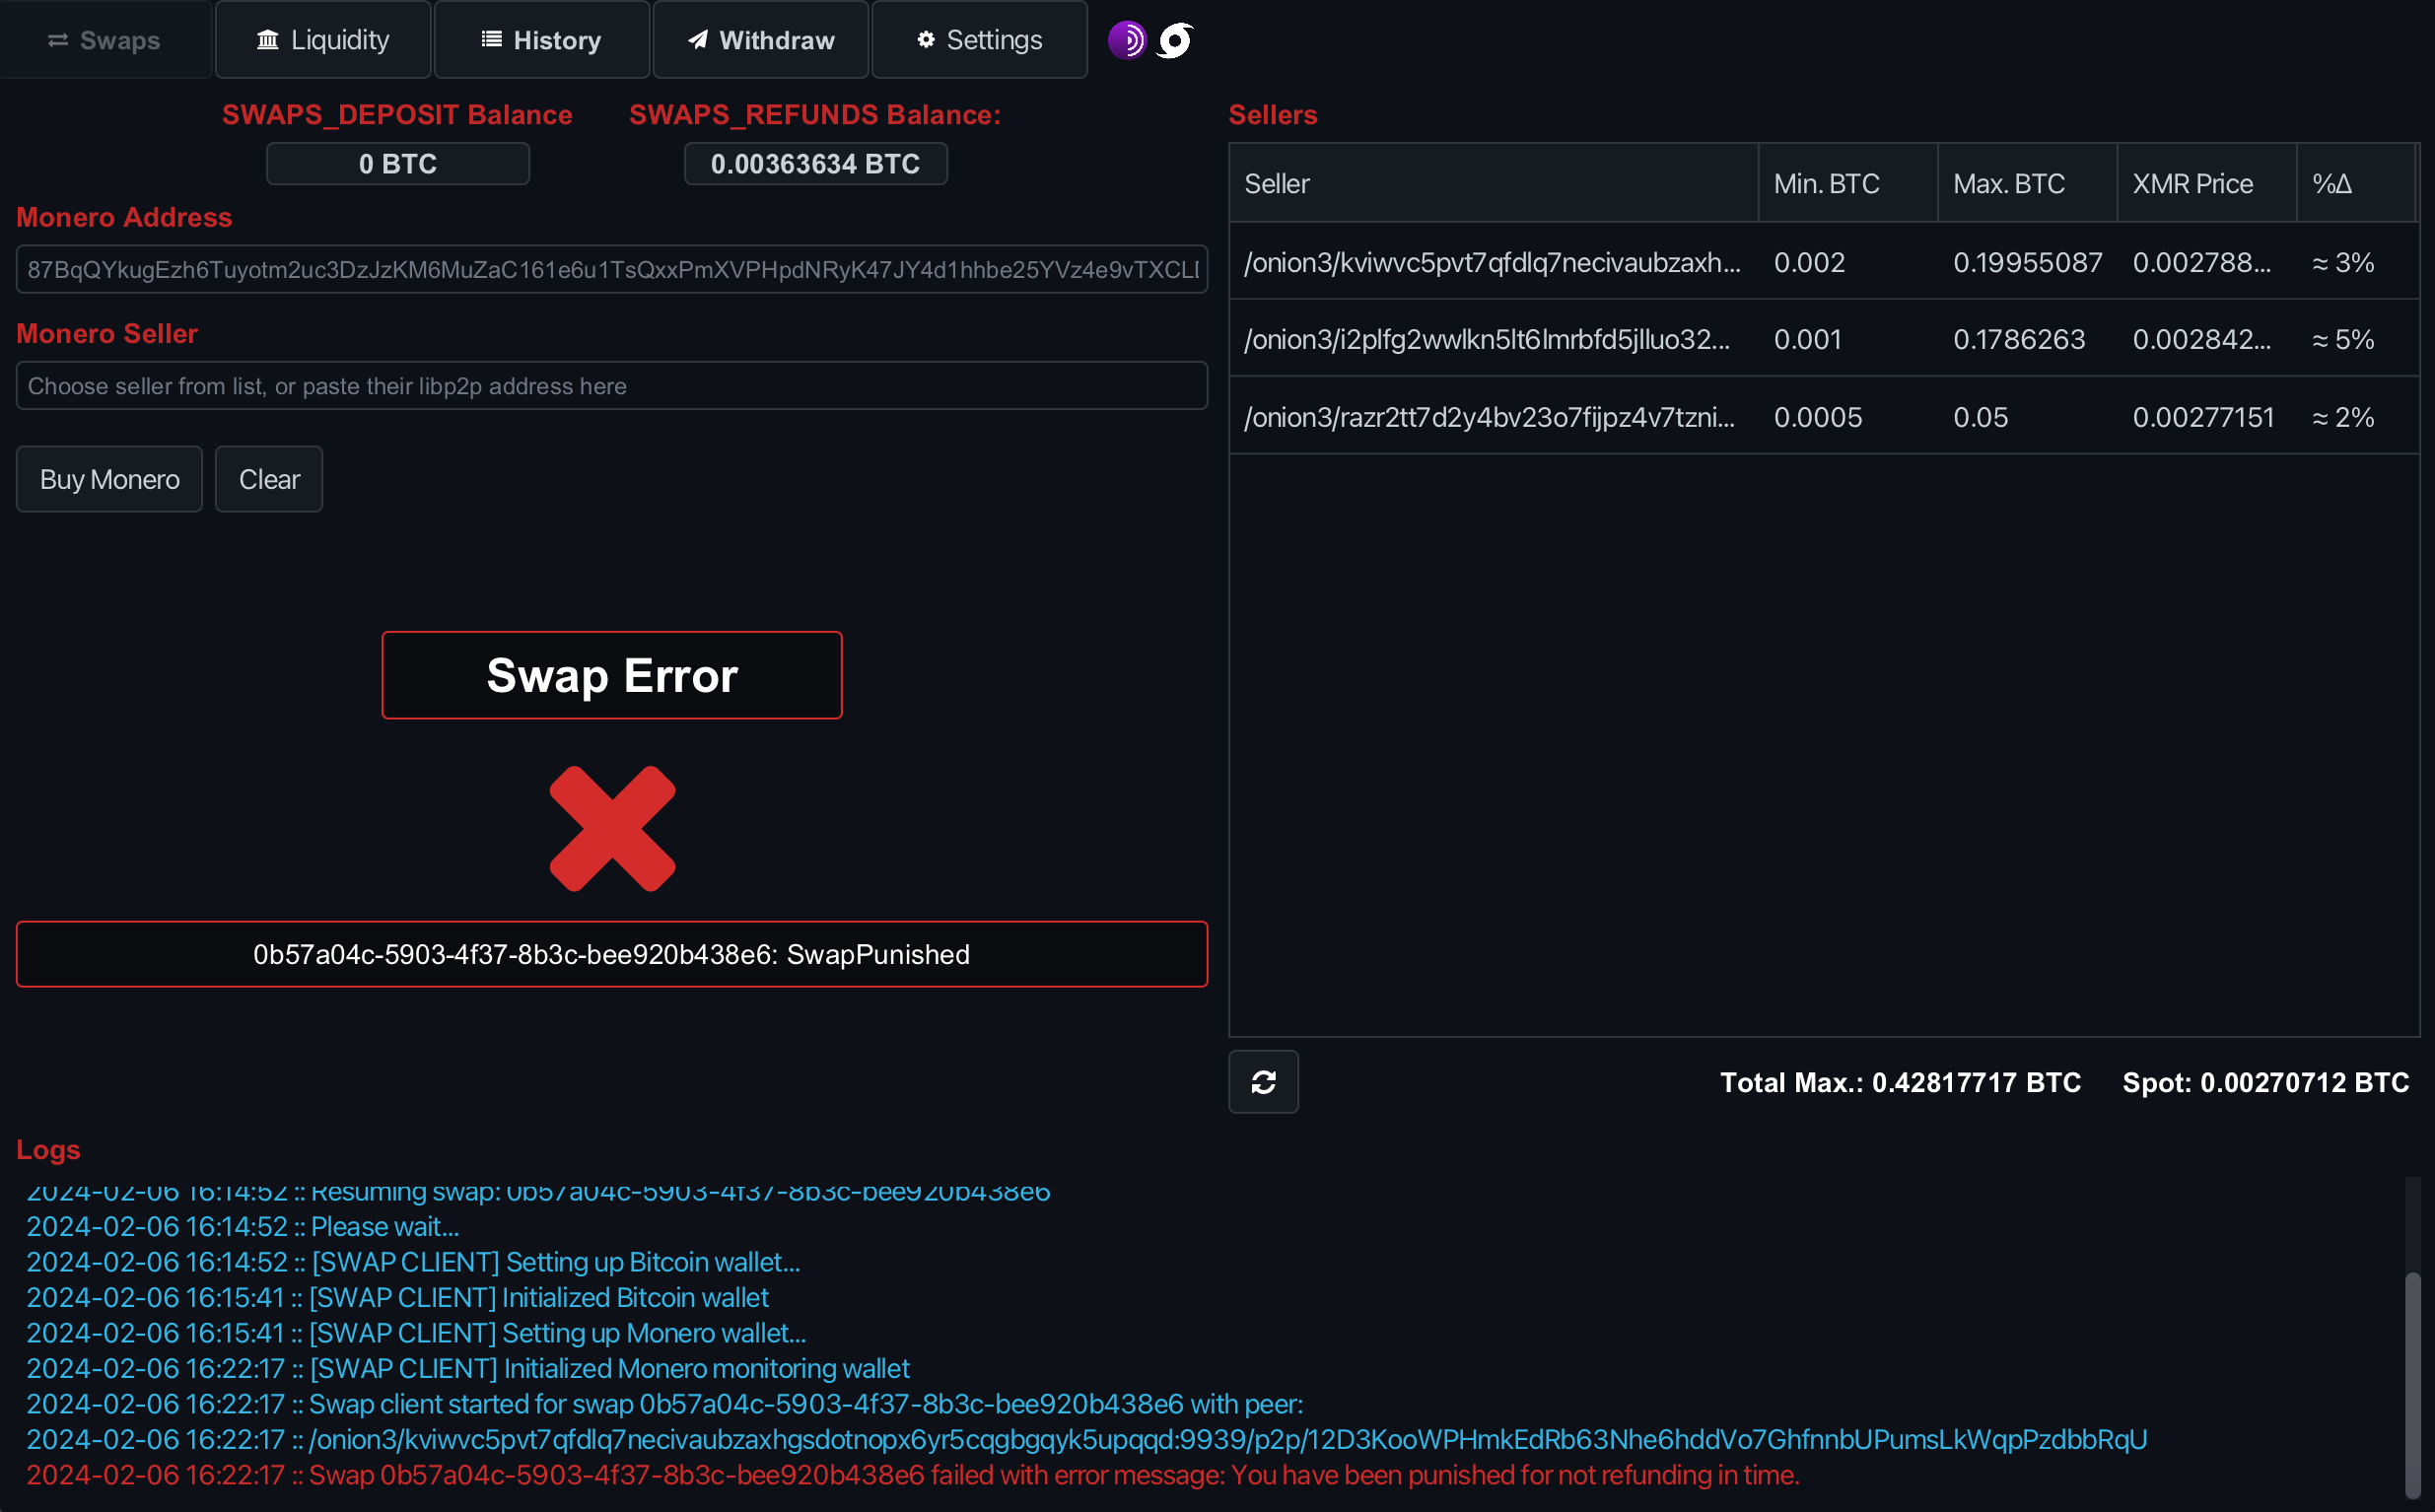 Swaps
Liquidity
History
Withdraw
Settings
SWAPS_DEPOSIT Balance
0 BTC
SWAPS_REFUNDS Balance:
0.00363634 BTC
Monero Address
87BqQYkugEzh6Tuyotm2uc3DzJzKM6MuZaC161e6u1TsQxxPmXVPHpdNRyK47JY4d1hhbe25YVz4e9vTXCLI
Monero Seller
Choose seller from list, or paste their libp2p address here
Buy Monero
Clear
Swap Error
0b57a04c-5903-4f37-8b3c-bee920b438e6: SwapPunished
Sellers
Seller Min. BTC Max. BTC XMR Price %Δ
/onion3/kviwvc5pvt7qfdlq7necivaubzaxh... 0.002 0.19955087 0.002788... ≈ 3%
/onion3/i2plfg2wwlkn5lt6lmrbfd5jlluo32... 0.001 0.1786263 0.002842... ≈ 5%
/onion3/razr2tt7d2y4bv23o7fijpz4v7tzni... 0.0005 0.05 0.00277151 ≈ 2%
Total Max.: 0.42817717 BTC Spot: 0.00270712 BTC
Logs
2024-02-06 16:14:52 :: Resuming swap: 0b57a04c-5903-4f37-8b3c-bee920b438e6
2024-02-06 16:14:52 :: Please wait...
2024-02-06 16:14:52 :: [SWAP CLIENT] Setting up Bitcoin wallet...
2024-02-06 16:15:41 :: [SWAP CLIENT] Initialized Bitcoin wallet
2024-02-06 16:15:41 :: [SWAP CLIENT] Setting up Monero wallet...
2024-02-06 16:22:17 :: [SWAP CLIENT] Initialized Monero monitoring wallet
2024-02-06 16:22:17 :: Swap client started for swap 0b57a04c-5903-4f37-8b3c-bee920b438e6 with peer:
2024-02-06 16:22:17 :: /onion3/kviwvc5pvt7qfdlq7necivaubzaxhgsdotnopx6yr5cqgbgqyk5upqqd:9939/p2p/12D3KooWPHmkEdRb63Nhe6hddVo7GhfnnbUPumsLkWqpPzdbbRqU
2024-02-06 16:22:17 :: Swap 0b57a04c-5903-4f37-8b3c-bee920b438e6 failed with error message: You have been punished for not refunding in time.